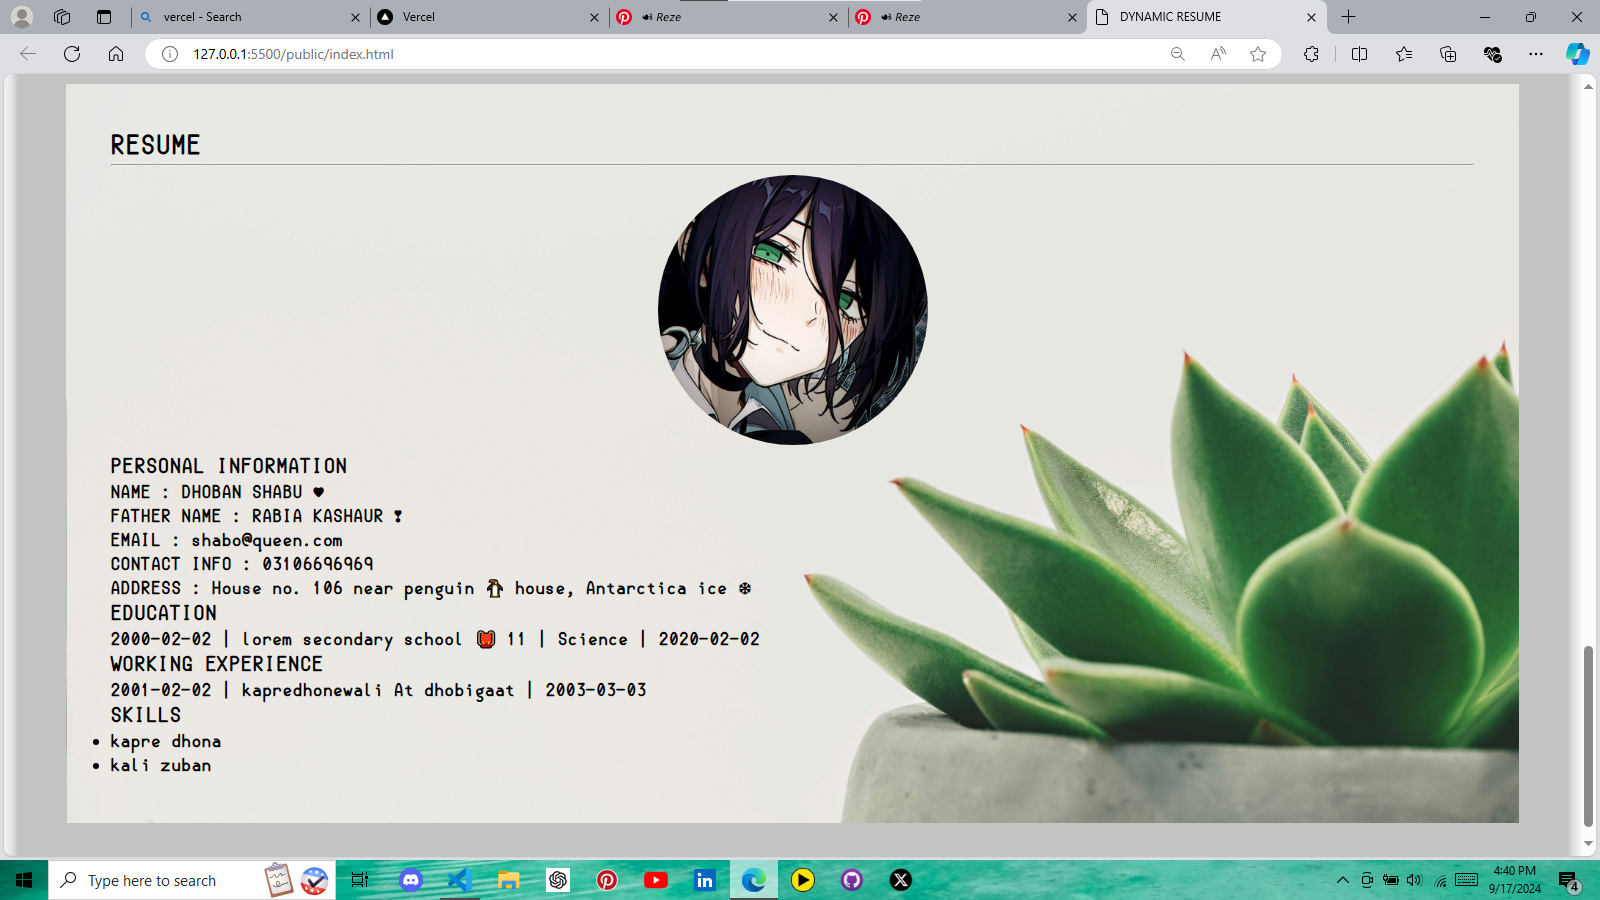 vercel - Search
Vercel
Reze
Reze
DYNAMIC RESUME
127.0.0.1:5500/public/index.html
RESUME
PERSONAL INFORMATION
NAME : DHOBAN SHABU ♥
FATHER NAME : RABIA KASHAUR ❣
EMAIL : shabo@queen.com
CONTACT INFO : 03106696969
ADDRESS : House no. 106 near penguin 🐧 house, Antarctica ice ❄
EDUCATION
2000-02-02 | lorem secondary school 🎒 11 | Science | 2020-02-02
WORKING EXPERIENCE
2001-02-02 | kapredhonewali At dhobigaat | 2003-03-03
SKILLS
• kapre dhona
• kali zuban
Type here to search
4:40 PM
9/17/2024
4